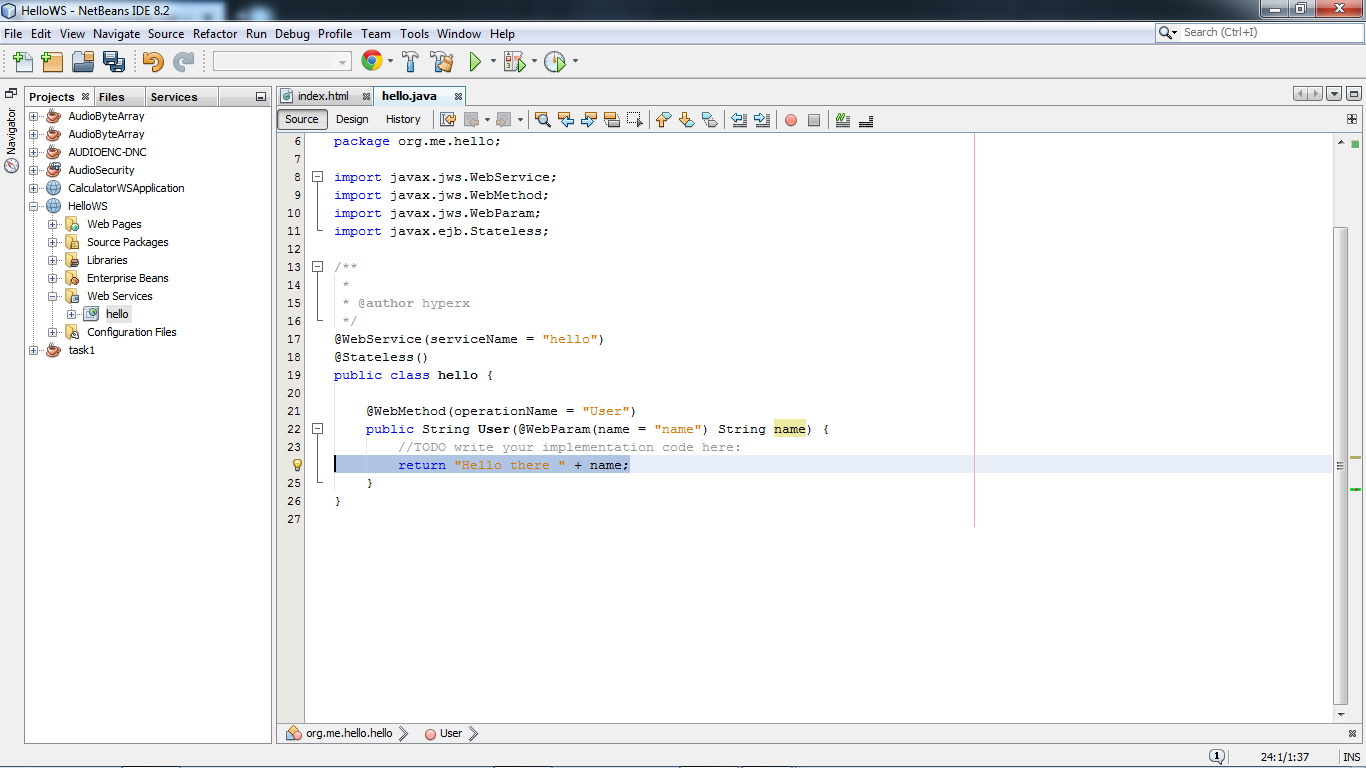 HelloWS - NetBeans IDE 8.2
File Edit View Navigate Source Refactor Run Debug Profile Team Tools Window Help
Search (Ctrl+I)
Navigator
Projects Files Services
AudioByteArray
AudioByteArray
AUDIOENC-DNC
AudioSecurity
CalculatorWSApplication
HelloWS
Web Pages
Source Packages
Libraries
Enterprise Beans
Web Services
hello
Configuration Files
task1
index.html hello.java
Source Design History
6 package org.me.hello;
7
8 import javax.jws.WebService;
9 import javax.jws.WebMethod;
10 import javax.jws.WebParam;
11 import javax.ejb.Stateless;
12
13 /**
14 *
15 * @author hyperx
16 */
17 @WebService(serviceName = "hello")
18 @Stateless()
19 public class hello {
20
21 @WebMethod(operationName = "User")
22 public String User(@WebParam(name = "name") String name) {
23 //TODO write your implementation code here:
return "Hello there " + name;
25 }
26 }
27
org.me.hello.hello User
1 24:1/1:37 INS